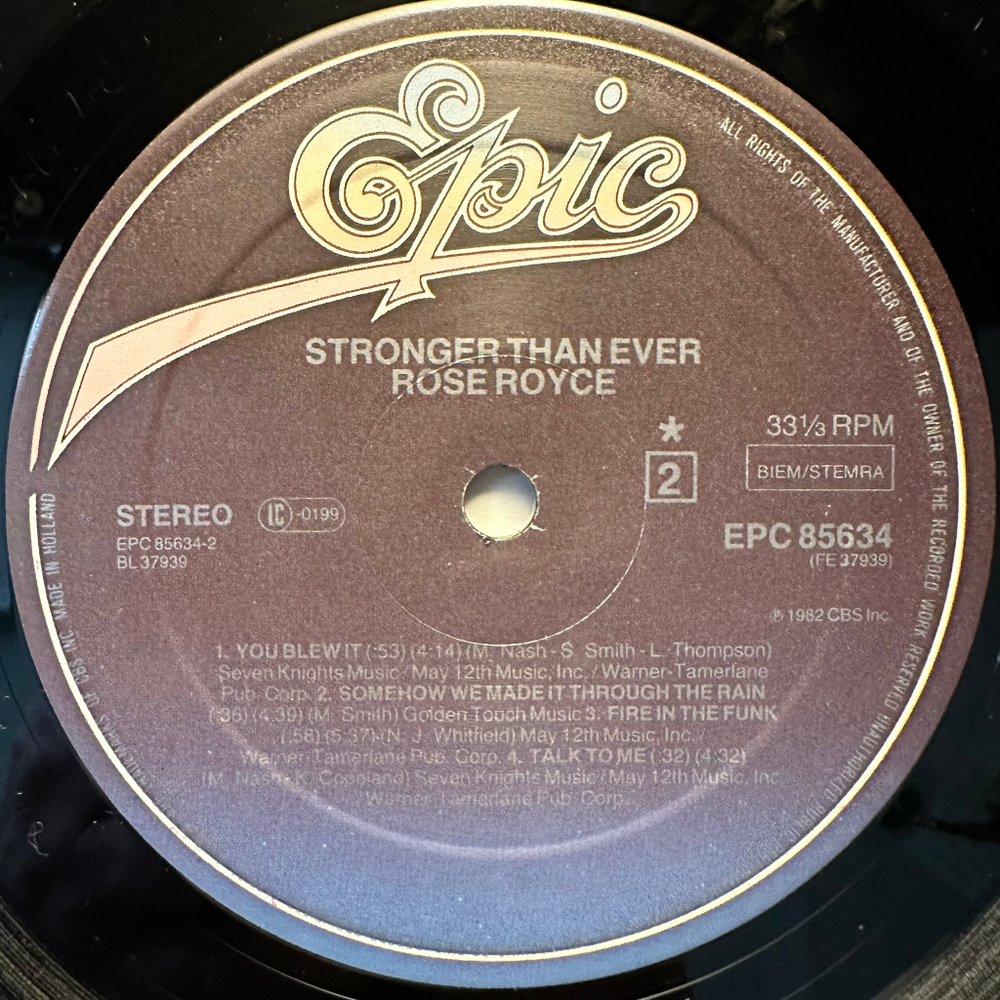 Epic
ALL RIGHTS OF THE MANUFACTURER AND OF THE OWNER OF THE RECORDED WORK RESERVED UNAUTHORIZED
STRONGER THAN EVER
ROSE ROYCE
33⅓ RPM
*
2
BIEM/STEMRA
STEREO LC-0199
EPC 85634-2
BL 37939
EPC 85634
(FE 37939)
℗ 1982 CBS Inc.
1. YOU BLEW IT (:53) (4:14) (M. Nash - S. Smith - L. Thompson)
Seven Knights Music / May 12th Music, Inc. / Warner-Tamerlane
Pub. Corp. 2. SOMEHOW WE MADE IT THROUGH THE RAIN
(:36) (4:39) (M. Smith) Golden Touch Music 3. FIRE IN THE FUNK
(:58) (5:37) (N. J. Whitfield) May 12th Music, Inc. /
Warner-Tamerlane Pub. Corp. 4. TALK TO ME (:32) (4:32)
(M. Nash - K. Copeland) Seven Knights Music / May 12th Music, Inc.
Warner-Tamerlane Pub. Corp.
OF CBS INC. MADE IN HOLLAND